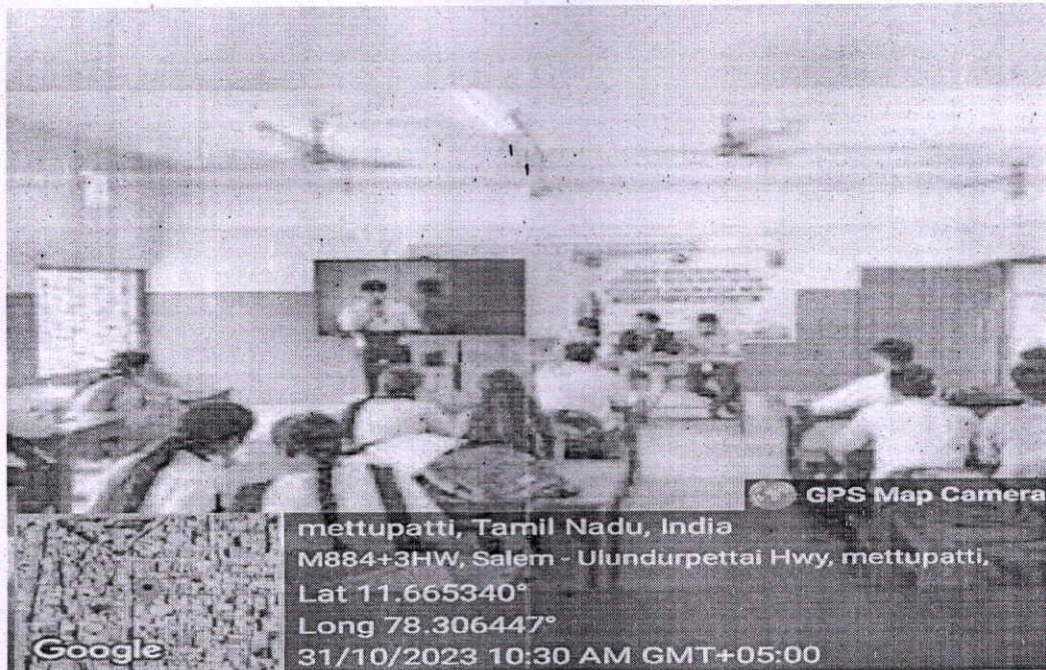 GPS Map Camera
mettupatti, Tamil Nadu, India
M884+3HW, Salem - Ulundurpettai Hwy, mettupatti,
Lat 11.665340°
Long 78.306447°
31/10/2023 10:30 AM GMT+05:00
Google